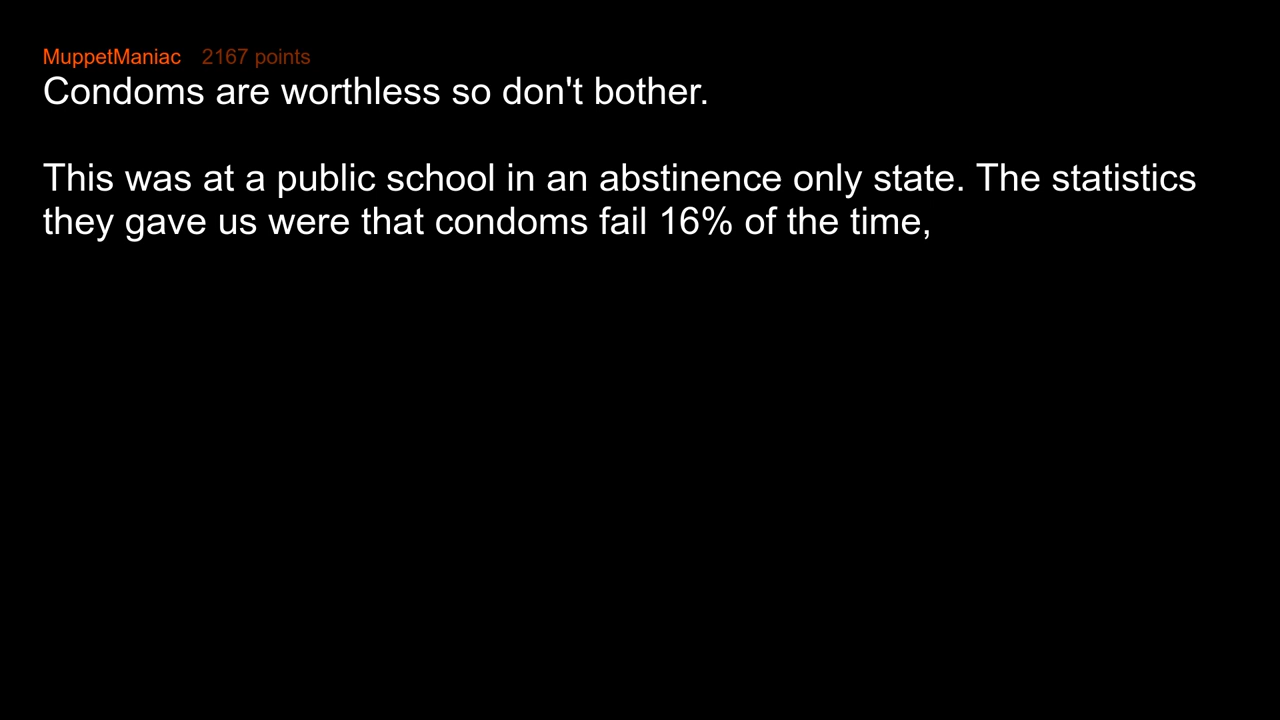 MuppetManiac 2167 points
Condoms are worthless so don't bother.
This was at a public school in an abstinence only state. The statistics
they gave us were that condoms fail 16% of the time,